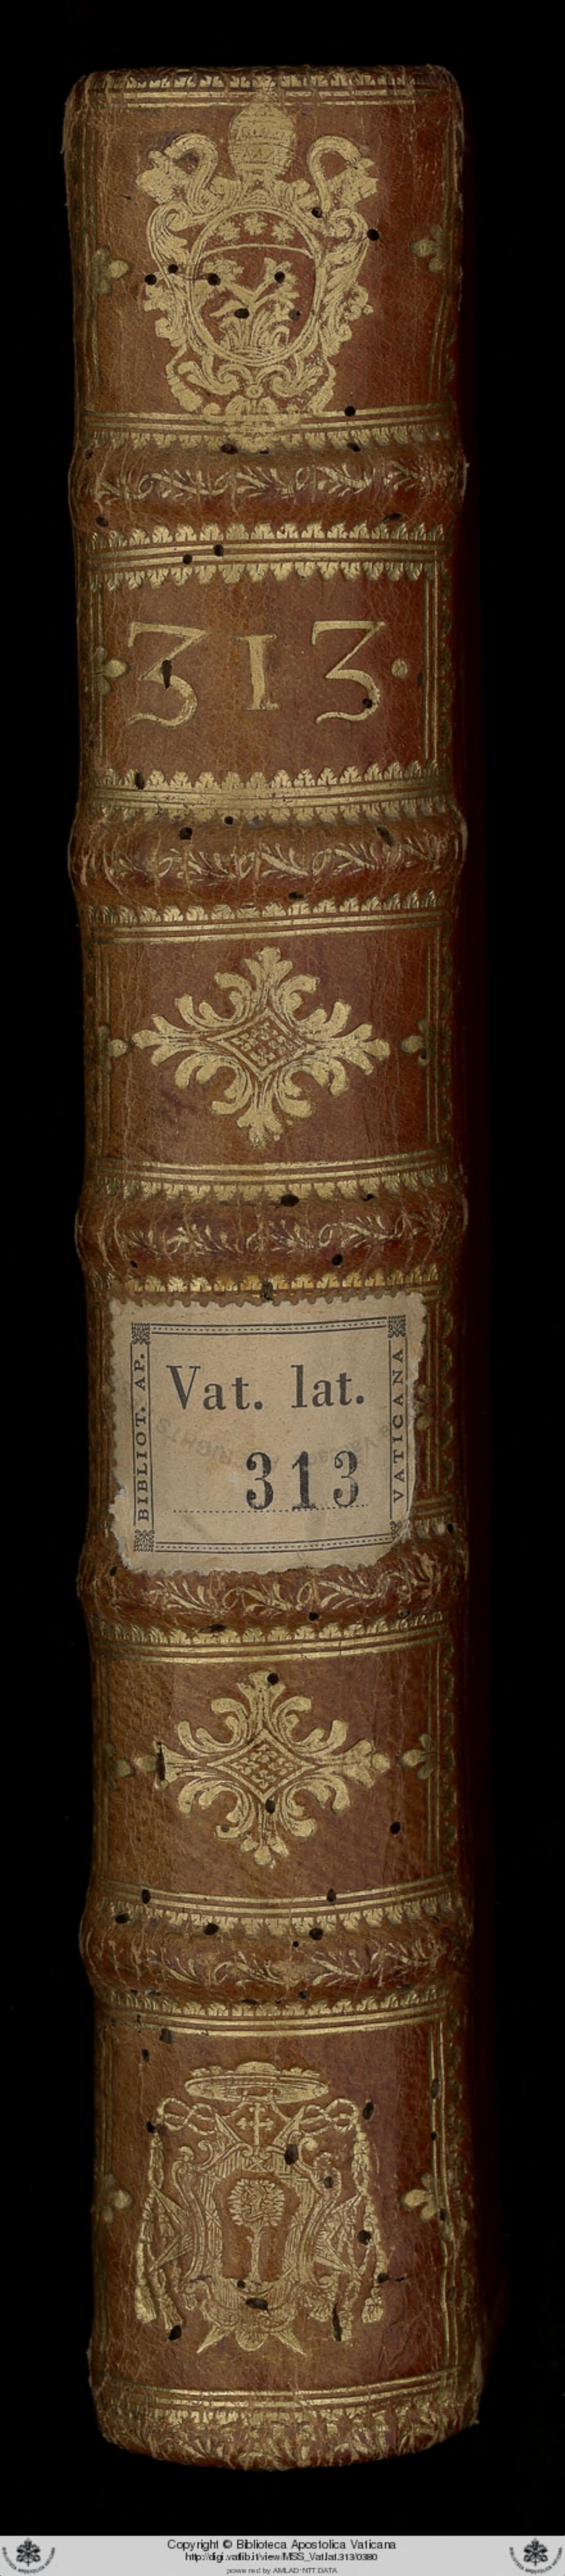 313.
BIBLIOT. AP.
Vat. lat.
313
VATICANA
Copyright © Biblioteca Apostolica Vaticana
http://digi.vatlib.it/view/MSS_Vat.lat.313/0380
powered by AMLAD-NTT DATA